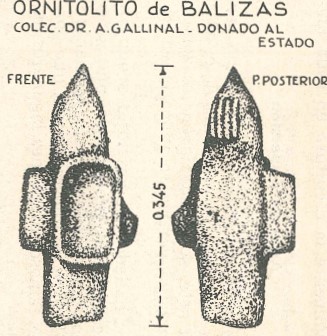 ORNITOLITO de BALIZAS
COLEC. DR. A. GALLINAL - DONADO AL
ESTADO
FRENTE
P. POSTERIOR
0.345